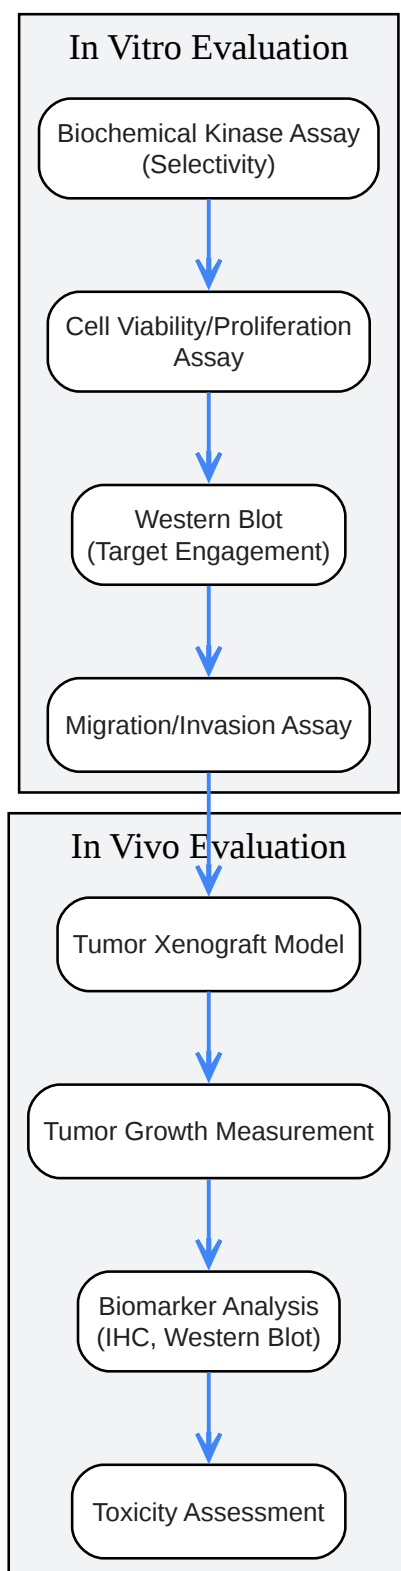 In Vitro Evaluation
Biochemical Kinase Assay
(Selectivity)
Cell Viability/Proliferation
Assay
Western Blot
(Target Engagement)
Migration/Invasion Assay
In Vivo Evaluation
Tumor Xenograft Model
Tumor Growth Measurement
Biomarker Analysis
(IHC, Western Blot)
Toxicity Assessment